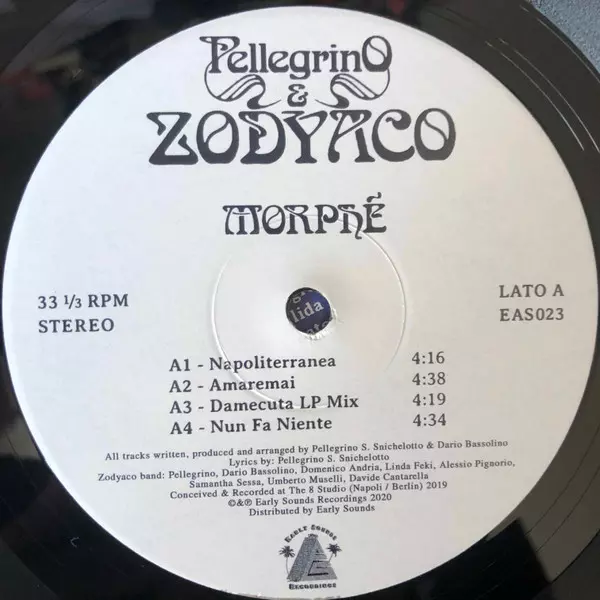 Pellegrino
&
ZODYACO
MORPHÉ
33 1/3 RPM
STEREO
LATO A
EAS023
lida
A1 - Napoliterranea 4:16
A2 - Amaremai 4:38
A3 - Damecuta LP Mix 4:19
A4 - Nun Fa Niente 4:34
All tracks written, produced and arranged by Pellegrino S. Snichelotto & Dario Bassolino
Lyrics by: Pellegrino S. Snichelotto
Zodyaco band: Pellegrino, Dario Bassolino, Domenico Andria, Linda Feki, Alessio Pignorio,
Samantha Sessa, Umberto Muselli, Davide Cantarella
Conceived & Recorded at The 8 Studio (Napoli / Berlin) 2019
©&℗ Early Sounds Recordings 2020
Distributed by Early Sounds
EARLY SOUNDS
RECORDINGS